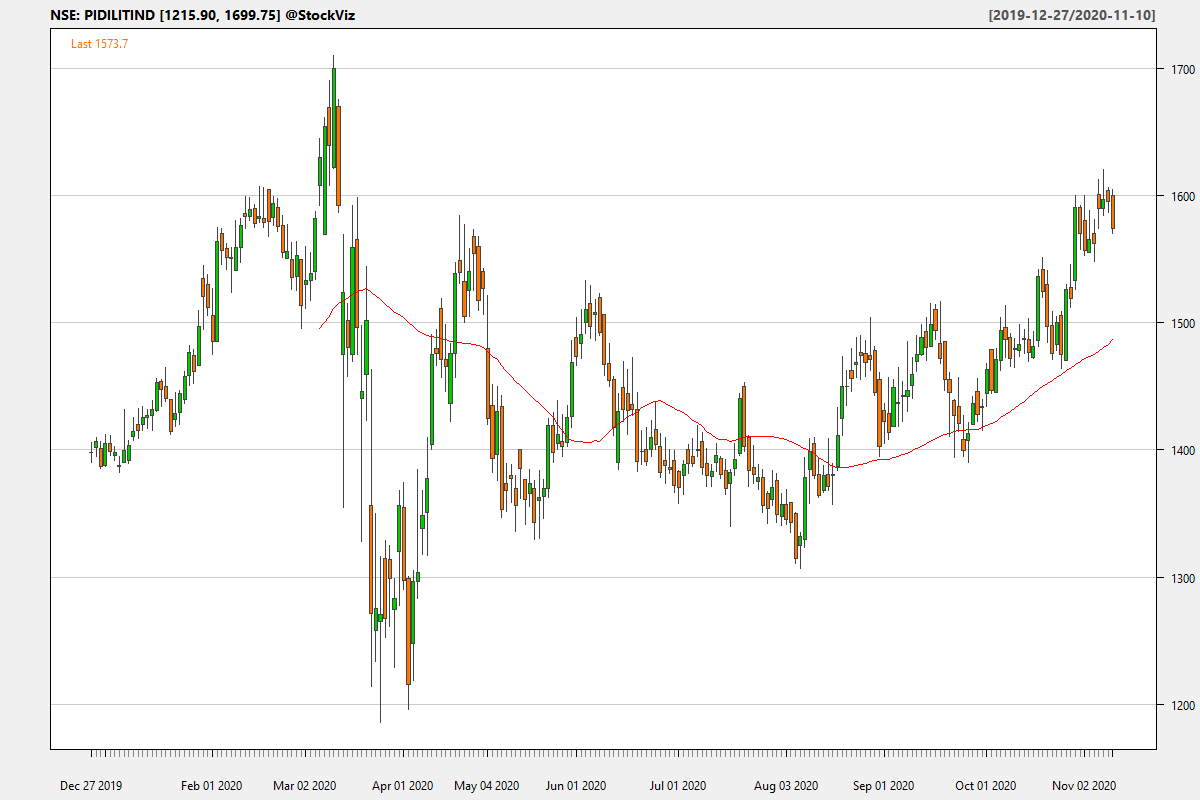 NSE: PIDILITIND [1215.90, 1699.75] @StockViz [2019-12-27/2020-11-10]
Last 1573.7
1700
1600
1500
1400
1300
1200
Dec 27 2019 Feb 01 2020 Mar 02 2020 Apr 01 2020 May 04 2020 Jun 01 2020 Jul 01 2020 Aug 03 2020 Sep 01 2020 Oct 01 2020 Nov 02 2020